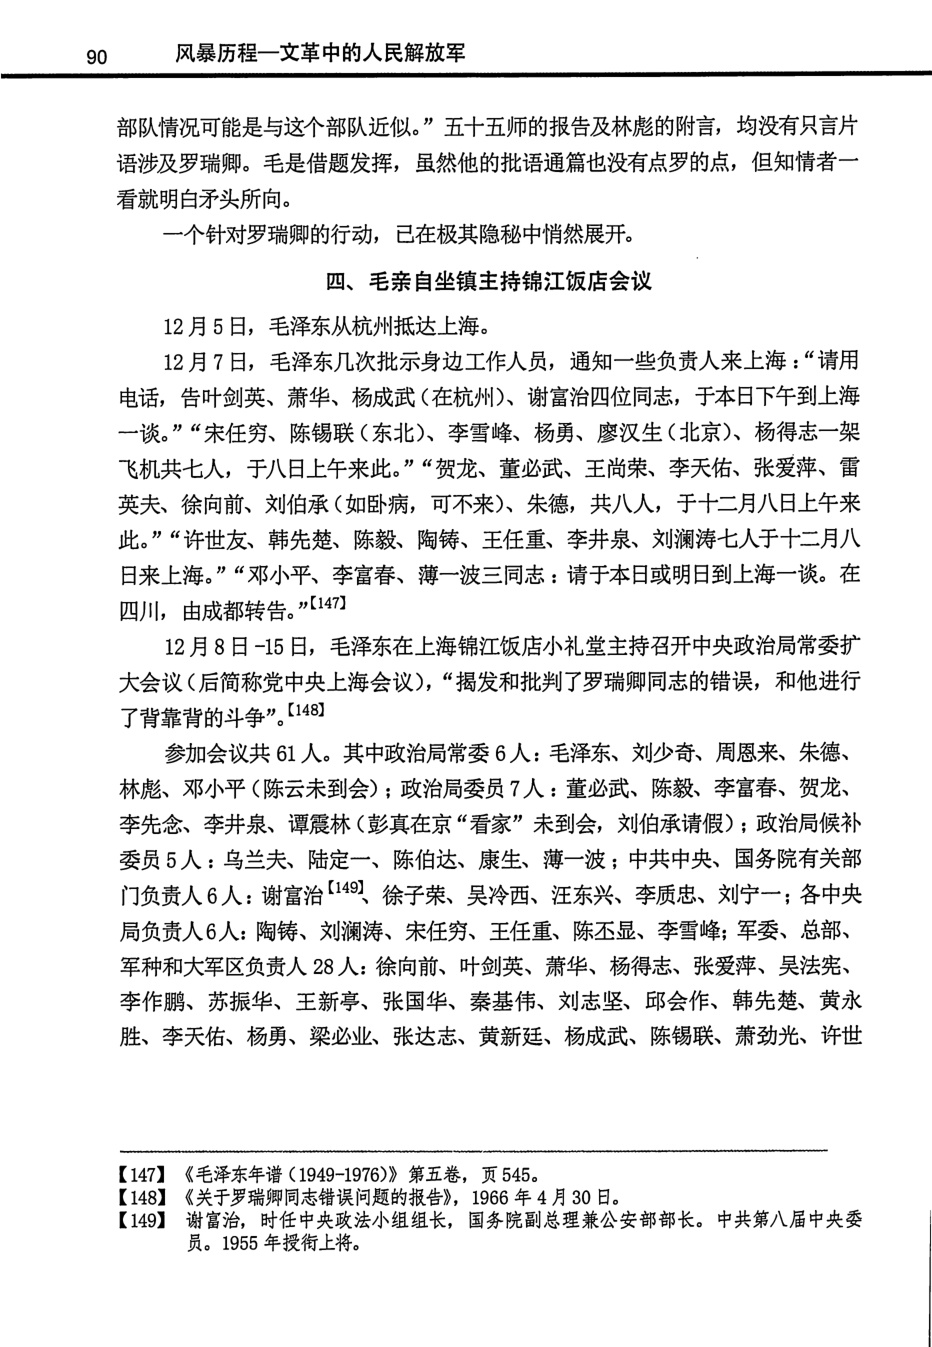 90 风暴历程—文革中的人民解放军
部队情况可能是与这个部队近似。”五十五师的报告及林彪的附言，均没有只言片
语涉及罗瑞卿。毛是借题发挥，虽然他的批语通篇也没有点罗的点，但知情者一
看就明白矛头所向。
一个针对罗瑞卿的行动，已在极其隐秘中悄然展开。
四、毛亲自坐镇主持锦江饭店会议
12月5日，毛泽东从杭州抵达上海。
12月7日，毛泽东几次批示身边工作人员，通知一些负责人来上海：“请用
电话，告叶剑英、萧华、杨成武（在杭州）、谢富治四位同志，于本日下午到上海
一谈。”“宋任穷、陈锡联（东北）、李雪峰、杨勇、廖汉生（北京）、杨得志一架
飞机共七人，于八日上午来此。”“贺龙、董必武、王尚荣、李天佑、张爱萍、雷
英夫、徐向前、刘伯承（如卧病，可不来）、朱德，共八人，于十二月八日上午来
此。”“许世友、韩先楚、陈毅、陶铸、王任重、李井泉、刘澜涛七人于十二月八
日来上海。”“邓小平、李富春、薄一波三同志：请于本日或明日到上海一谈。在
四川，由成都转告。”【147】
12月8日-15日，毛泽东在上海锦江饭店小礼堂主持召开中央政治局常委扩
大会议（后简称党中央上海会议），“揭发和批判了罗瑞卿同志的错误，和他进行
了背靠背的斗争”。【148】
参加会议共61人。其中政治局常委6人：毛泽东、刘少奇、周恩来、朱德、
林彪、邓小平（陈云未到会）；政治局委员7人：董必武、陈毅、李富春、贺龙、
李先念、李井泉、谭震林（彭真在京“看家”未到会，刘伯承请假）；政治局候补
委员5人：乌兰夫、陆定一、陈伯达、康生、薄一波；中共中央、国务院有关部
门负责人6人：谢富治【149】、徐子荣、吴冷西、汪东兴、李质忠、刘宁一；各中央
局负责人6人：陶铸、刘澜涛、宋任穷、王任重、陈丕显、李雪峰；军委、总部、
军种和大军区负责人28人：徐向前、叶剑英、萧华、杨得志、张爱萍、吴法宪、
李作鹏、苏振华、王新亭、张国华、秦基伟、刘志坚、邱会作、韩先楚、黄永
胜、李天佑、杨勇、梁必业、张达志、黄新廷、杨成武、陈锡联、萧劲光、许世
【147】《毛泽东年谱（1949-1976）》第五卷，页545。
【148】《关于罗瑞卿同志错误问题的报告》，1966年4月30日。
【149】谢富治，时任中央政法小组组长，国务院副总理兼公安部部长。中共第八届中央委
员。1955年授衔上将。